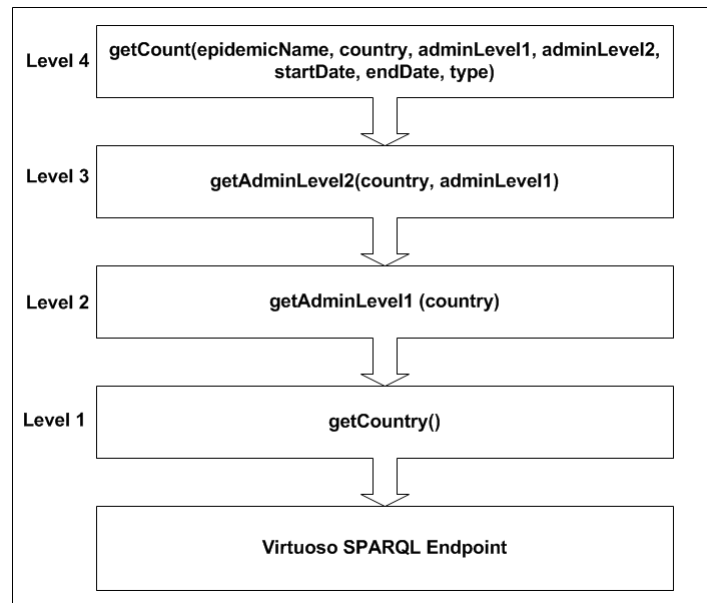 Level 4
getCount(epidemicName, country, adminLevel1, adminLevel2,
startDate, endDate, type)
Level 3
getAdminLevel2(country, adminLevel1)
Level 2
getAdminLevel1 (country)
Level 1
getCountry()
Virtuoso SPARQL Endpoint